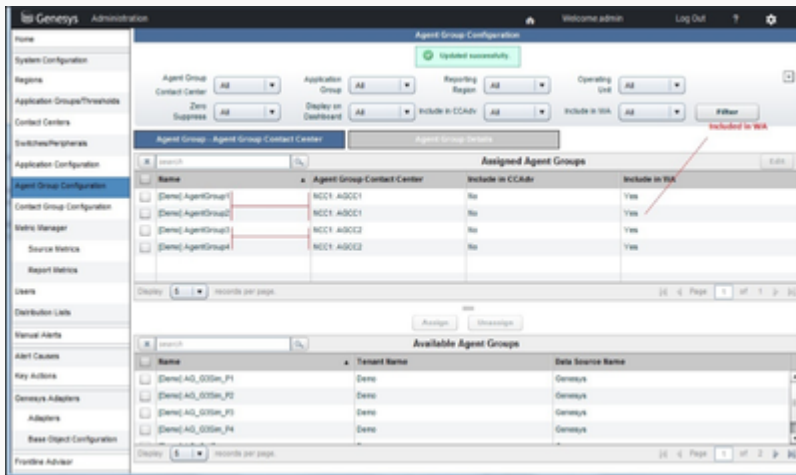 Genesys Administration Welcome admin Log Out ?
Home
System Configuration
Regions
Application Groups/Thresholds
Contact Centers
Switches/Peripherals
Application Configuration
Agent Group Configuration
Contact Group Configuration
Metric Manager
Source Metrics
Report Metrics
Users
Distribution Lists
Manual Alerts
Alert Causes
Key Actions
Genesys Adapters
Adapters
Base Object Configuration
Frontline Advisor
Agent Group Configuration
Updated successfully.
Agent Group Contact Center All Application Group All Reporting Region All Operating Unit All
Zero Suppress All Display on Dashboard All Include in CCAdv All Include in WA All Filter
Included in WA
Agent Group - Agent Group Contact Center Agent Group Details
search Assigned Agent Groups Edit
Name Agent Group Contact Center Include in CCAdv Include in WA
[Demo] AgentGroup1 NCC1: AGCC1 No Yes
[Demo] AgentGroup2 NCC1: AGCC1 No Yes
[Demo] AgentGroup3 NCC1: AGCC2 No Yes
[Demo] AgentGroup4 NCC1: AGCC2 No Yes
Display 5 records per page. Page 1 of 1
Assign Unassign
search Available Agent Groups
Name Tenant Name Data Source Name
[Demo] AG_G3Sim_P1 Demo Genesys
[Demo] AG_G3Sim_P2 Demo Genesys
[Demo] AG_G3Sim_P3 Demo Genesys
[Demo] AG_G3Sim_P4 Demo Genesys
Display 5 records per page. Page 1 of 2